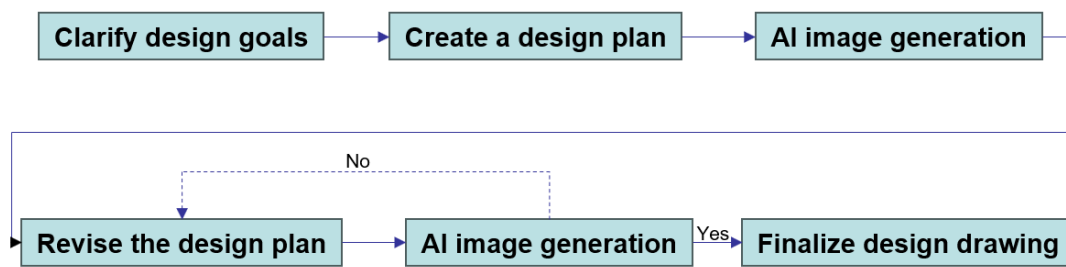 Clarify design goals
Create a design plan
AI image generation
No
Revise the design plan
AI image generation
Yes
Finalize design drawing